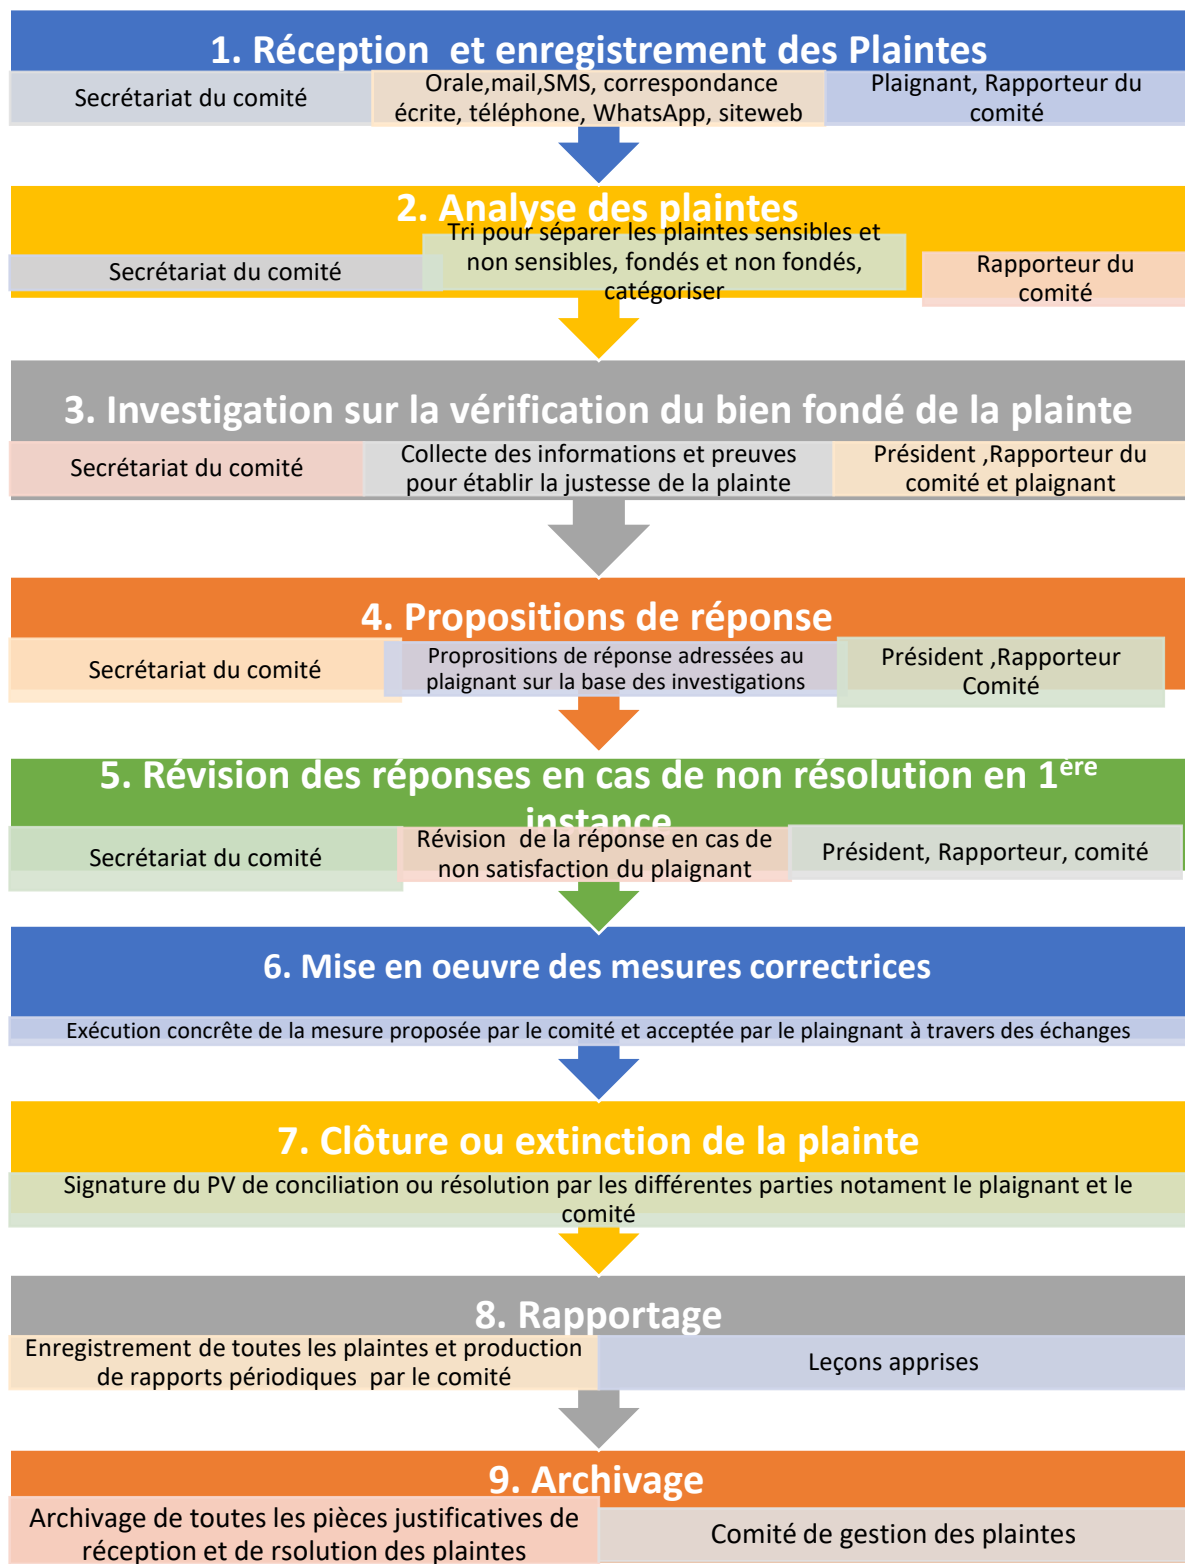 1. Réception et enregistrement des Plaintes
Secrétariat du comité
Orale,mail,SMS, correspondance
écrite, téléphone, WhatsApp, siteweb
Plaignant, Rapporteur du
comité
2. Analyse des plaintes
Secrétariat du comité
Tri pour séparer les plaintes sensibles et
non sensibles, fondés et non fondés,
catégoriser
Rapporteur du
comité
3. Investigation sur la vérification du bien fondé de la plainte
Secrétariat du comité
Collecte des informations et preuves
pour établir la justesse de la plainte
Président ,Rapporteur du
comité et plaignant
4. Propositions de réponse
Secrétariat du comité
Proprositions de réponse adressées au
plaignant sur la base des investigations
Président ,Rapporteur
Comité
5. Révision des réponses en cas de non résolution en 1ère
instance
Secrétariat du comité
Révision de la réponse en cas de
non satisfaction du plaignant
Président, Rapporteur, comité
6. Mise en oeuvre des mesures correctrices
Exécution concrête de la mesure proposée par le comité et acceptée par le plaingnant à travers des échanges
7. Clôture ou extinction de la plainte
Signature du PV de conciliation ou résolution par les différentes parties notament le plaignant et le
comité
8. Rapportage
Enregistrement de toutes les plaintes et production
de rapports périodiques par le comité
Leçons apprises
9. Archivage
Archivage de toutes les pièces justificatives de
réception et de rsolution des plaintes
Comité de gestion des plaintes